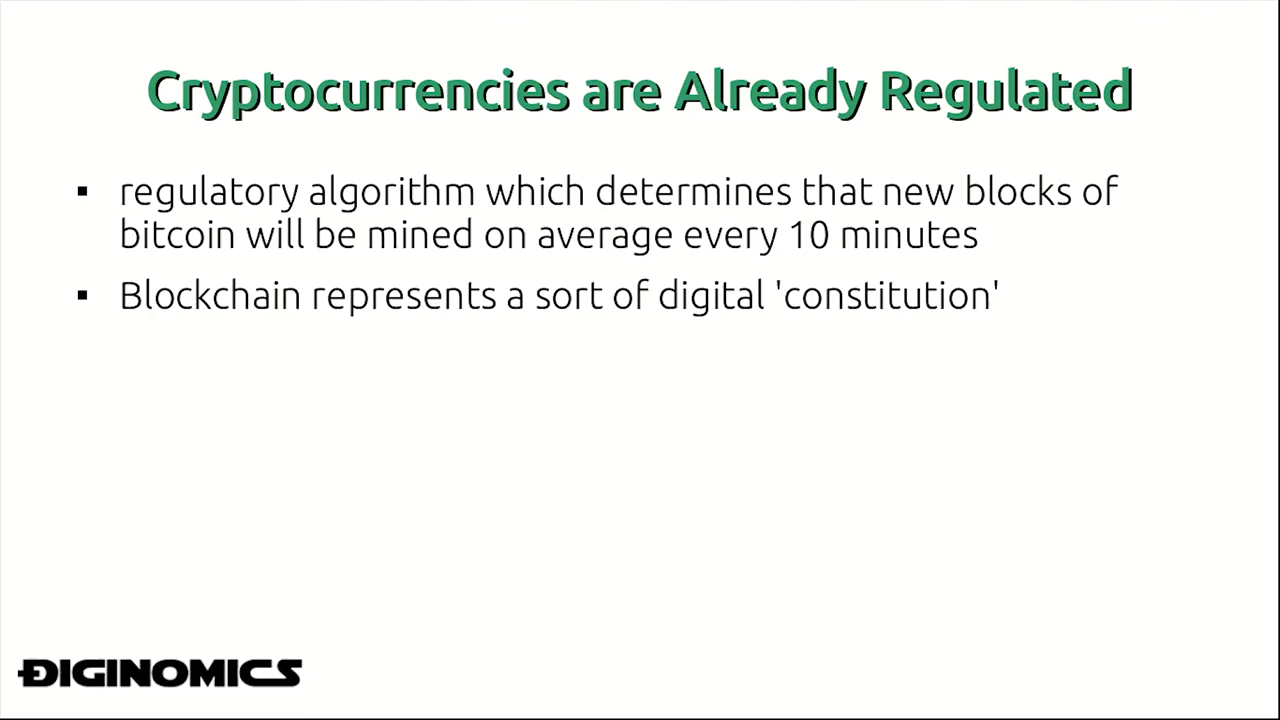 Cryptocurrencies are Already Regulated
▪ regulatory algorithm which determines that new blocks of
bitcoin will be mined on average every 10 minutes
▪ Blockchain represents a sort of digital 'constitution'
ĐIGINOMICS